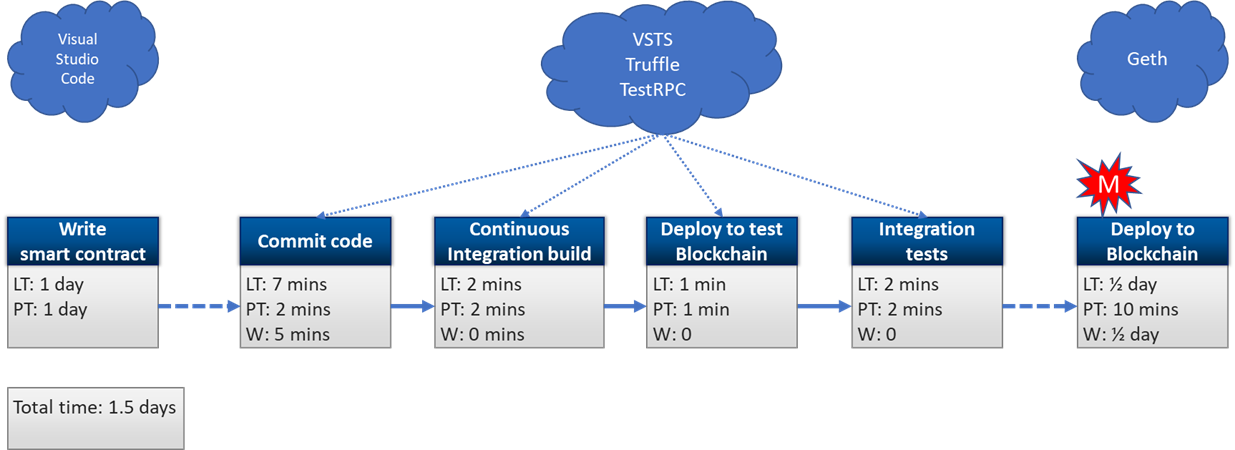 Visual
Studio
Code
VSTS
Truffle
TestRPC
Geth
M
Write
smart contract
LT: 1 day
PT: 1 day
Commit code
LT: 7 mins
PT: 2 mins
W: 5 mins
Continuous
Integration build
LT: 2 mins
PT: 2 mins
W: 0 mins
Deploy to test
Blockchain
LT: 1 min
PT: 1 min
W: 0
Integration
tests
LT: 2 mins
PT: 2 mins
W: 0
Deploy to
Blockchain
LT: ½ day
PT: 10 mins
W: ½ day
Total time: 1.5 days